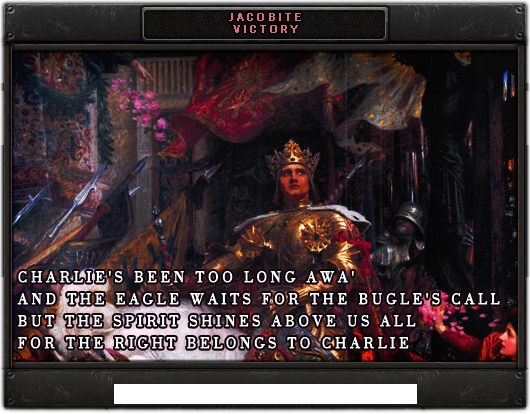 JACOBITE
VICTORY
CHARLIE'S BEEN TOO LONG AWA'
AND THE EAGLE WAITS FOR THE BUGLE'S CALL
BUT THE SPIRIT SHINES ABOVE US ALL
FOR THE RIGHT BELONGS TO CHARLIE